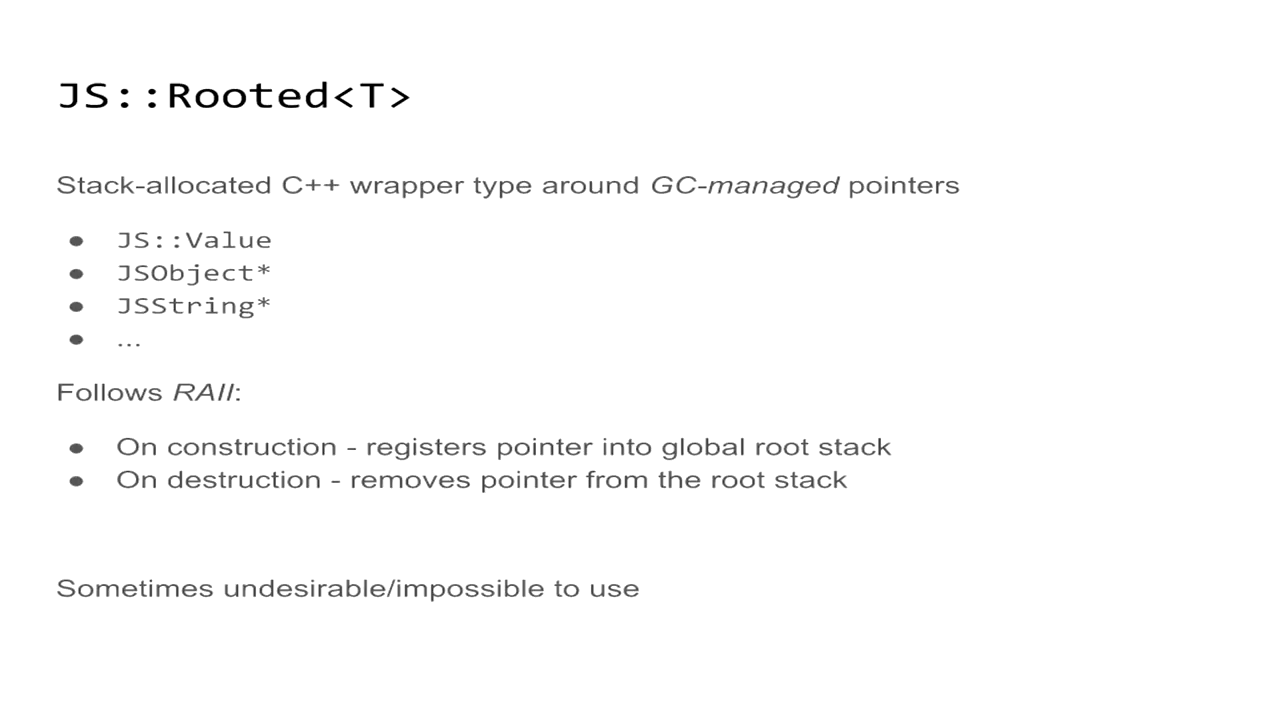 JS::Rooted<T>
Stack-allocated C++ wrapper type around GC-managed pointers
● JS::Value
● JSObject*
● JSString*
● ...
Follows RAII:
● On construction - registers pointer into global root stack
● On destruction - removes pointer from the root stack
Sometimes undesirable/impossible to use